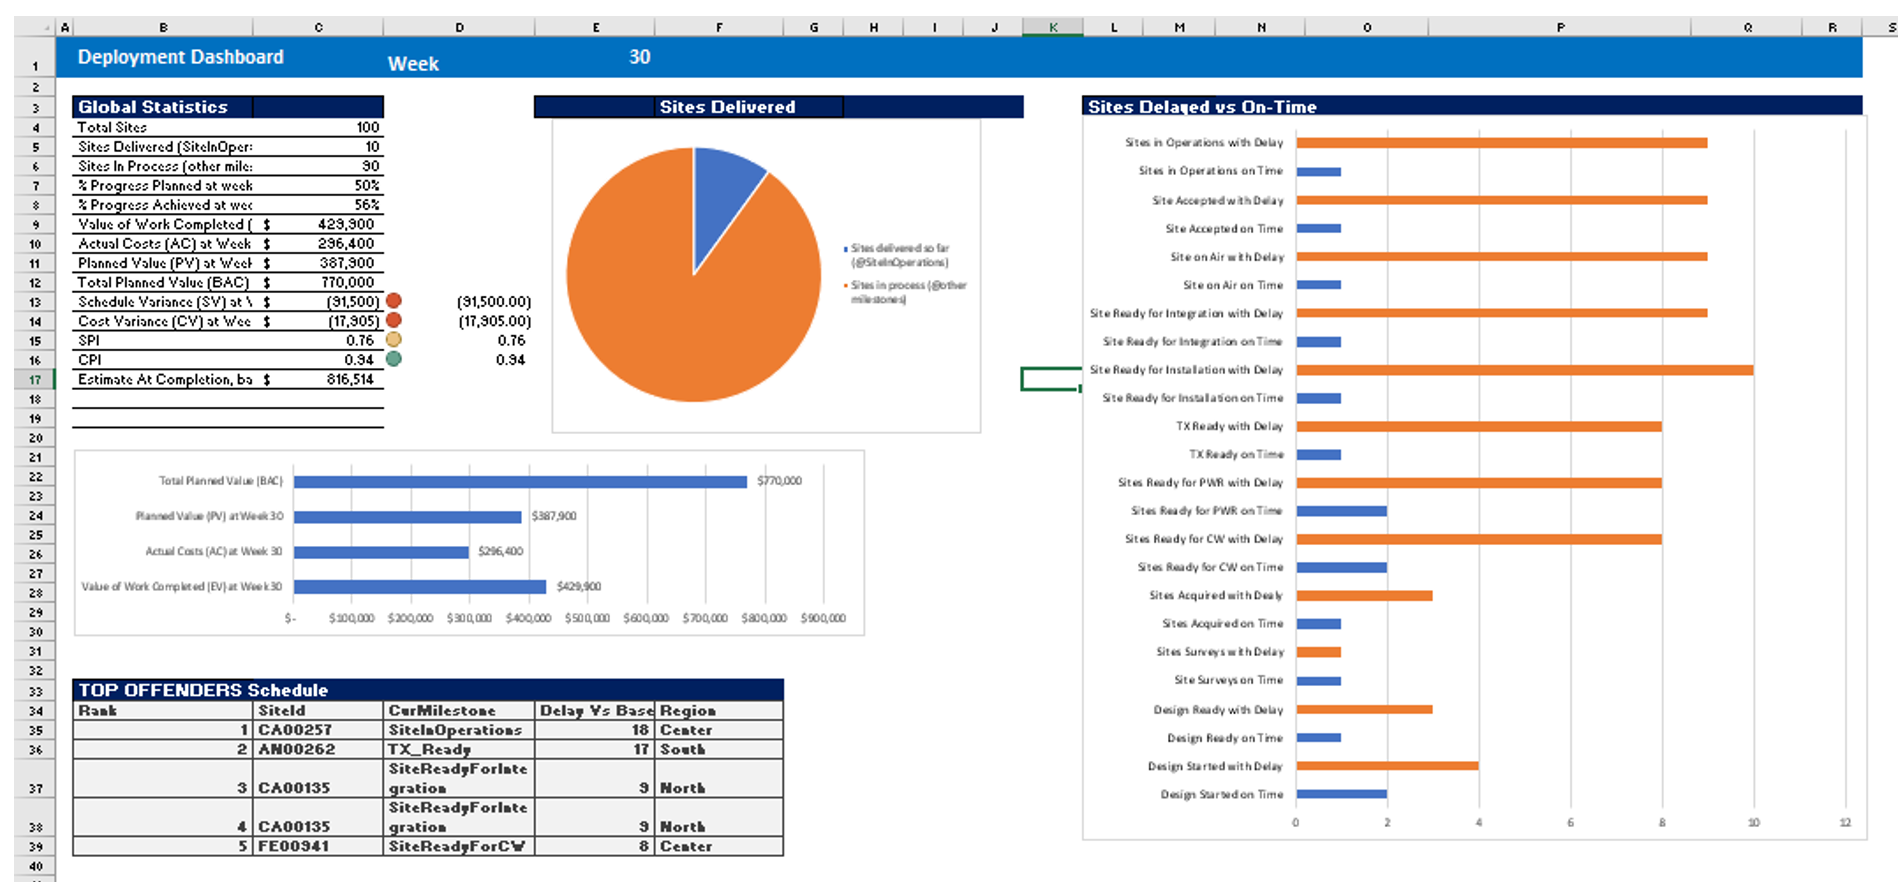 A B C D E F G H I J K L M N O P Q R S
1 Deployment Dashboard Week 30
2
3 Global Statistics Sites Delivered Sites Delayed vs On-Time
4 Total Sites 100
5 Sites Delivered (SiteInOper: 10
6 Sites In Process (other mile: 90
7 % Progress Planned at week 50%
8 % Progress Achieved at wee 56%
9 Value of Work Completed ( $ 429,900
10 Actual Costs (AC) at Week $ 296,400
11 Planned Value (PV) at Week $ 387,900
12 Total Planned Value (BAC) $ 770,000
13 Schedule Variance (SV) at \ $ (91,500) (91,500.00)
14 Cost Variance (CV) at Wee $ (17,905) (17,905.00)
15 SPI 0.76 0.76
16 CPI 0.94 0.94
17 Estimate At Completion, ba $ 816,514
18
19
20
21
22
23
24
25
26
27
28
29
30
31
32
Sites delivered so far
(@SiteInOperations)
Sites in process (@other
milestones)
Total Planned Value (BAC) $770,000
Planned Value (PV) at Week 30 $387,900
Actual Costs (AC) at Week 30 $296,400
Value of Work Completed (EV) at Week 30 $429,900
$- $100,000 $200,000 $300,000 $400,000 $500,000 $600,000 $700,000 $800,000 $900,000
33 TOP OFFENDERS Schedule
34 Rank SiteId CurMilestone Delay Vs Base Region
35 1 CA00257 SiteInOperations 18 Center
36 2 AN00262 TX_Ready 17 South
SiteReadyForInte
37 3 CA00135 gration 9 North
SiteReadyForInte
38 4 CA00135 gration 9 North
39 5 FE00941 SiteReadyForCW 8 Center
40
Sites in Operations with Delay
Sites in Operations on Time
Site Accepted with Delay
Site Accepted on Time
Site on Air with Delay
Site on Air on Time
Site Ready for Integration with Delay
Site Ready for Integration on Time
Site Ready for Installation with Delay
Site Ready for Installation on Time
TX Ready with Delay
TX Ready on Time
Sites Ready for PWR with Delay
Sites Ready for PWR on Time
Sites Ready for CW with Delay
Sites Ready for CW on Time
Sites Acquired with Dealy
Sites Acquired on Time
Sites Surveys with Delay
Site Surveys on Time
Design Ready with Delay
Design Ready on Time
Design Started with Delay
Design Started on Time
0 2 4 6 8 10 12